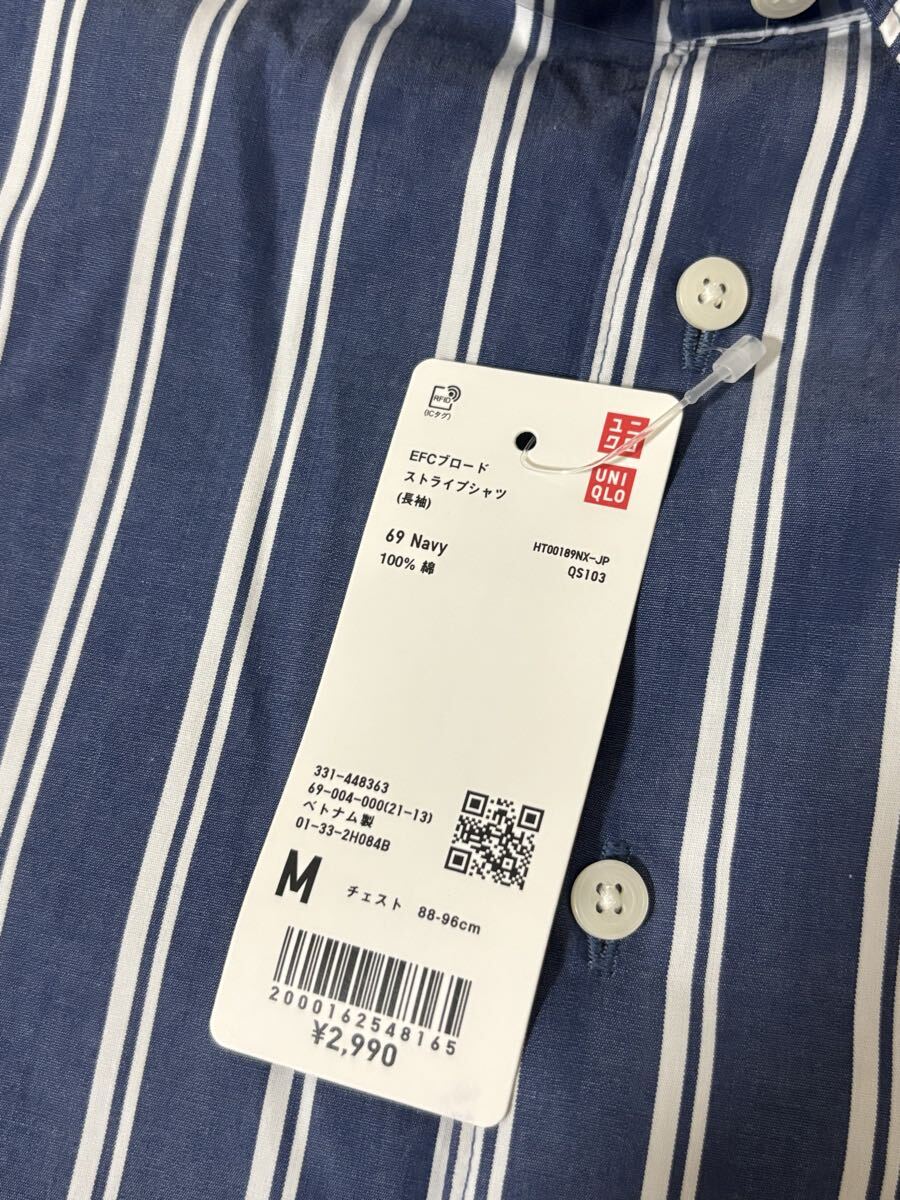 RFID
(ICタグ)
EFCブロード
ストライプシャツ
(長袖)
ユニ
クロ
UNI
QLO
69 Navy
100% 綿
HT00189NX-JP
QS103
331-448363
69-004-000(21-13)
ベトナム製
01-33-2H084B
M
チェスト 88-96cm
2000162548165
¥2,990